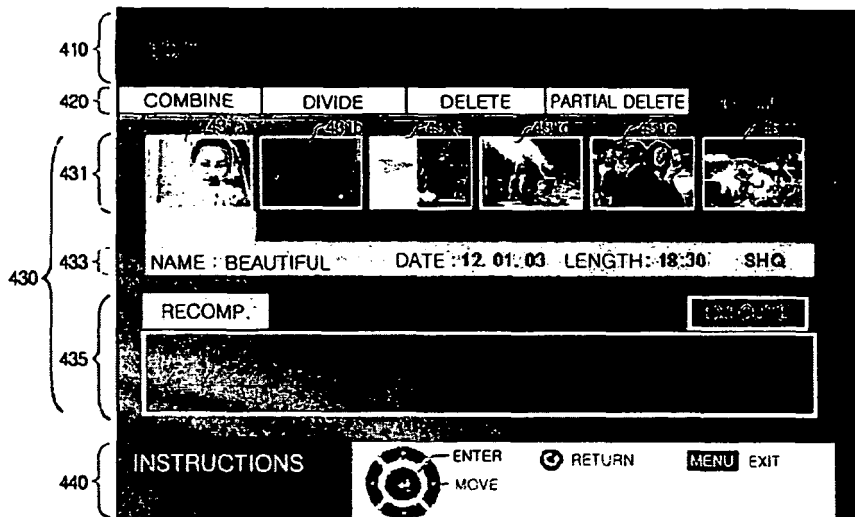 410
420 COMBINE DIVIDE DELETE PARTIAL DELETE
431
430
433 NAME : BEAUTIFUL DATE : 12. 01. 03 LENGTH : 18:30 SHQ
RECOMP.
435
INSTRUCTIONS ENTER RETURN MENU EXIT
440 MOVE